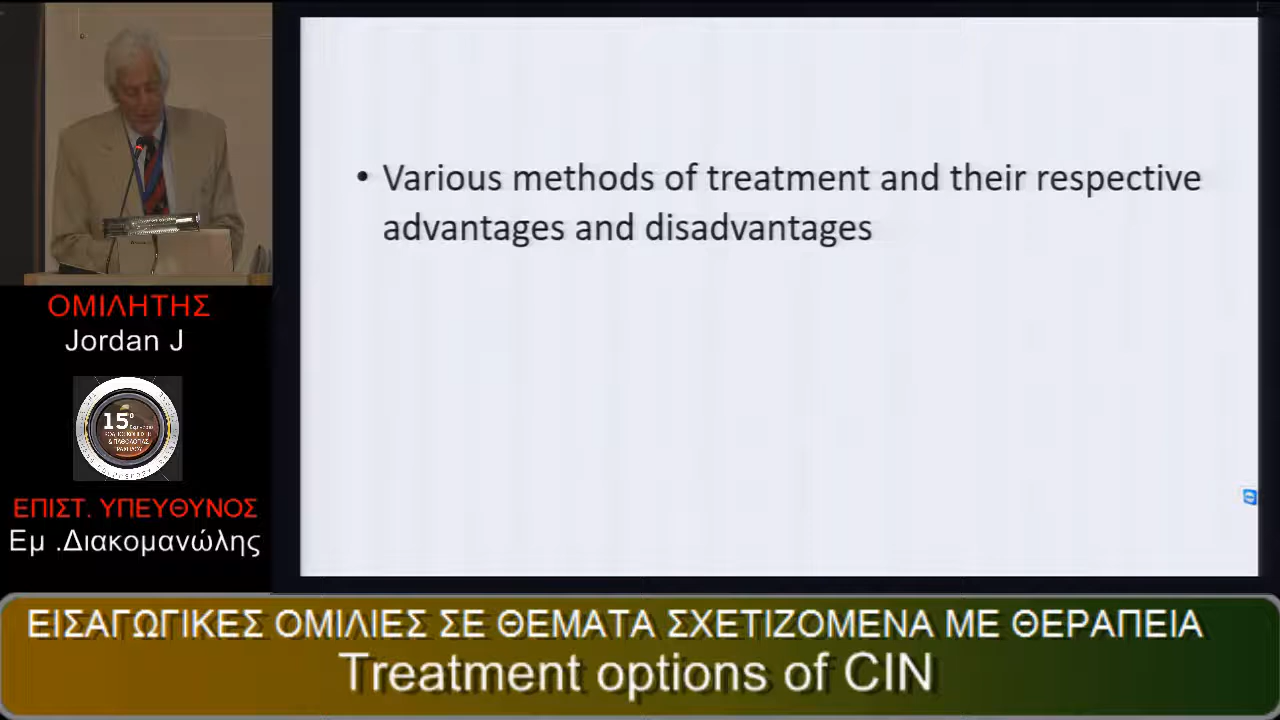 • Various methods of treatment and their respective
advantages and disadvantages
ΟΜΙΛΗΤΗΣ
Jordan J
15ο
ΕΠΙΣΤ. ΥΠΕΥΘΥΝΟΣ
Εμ .Διακομανώλης
ΕΙΣΑΓΩΓΙΚΕΣ ΟΜΙΛΙΕΣ ΣΕ ΘΕΜΑΤΑ ΣΧΕΤΙΖΟΜΕΝΑ ΜΕ ΘΕΡΑΠΕΙΑ
Treatment options of CIN